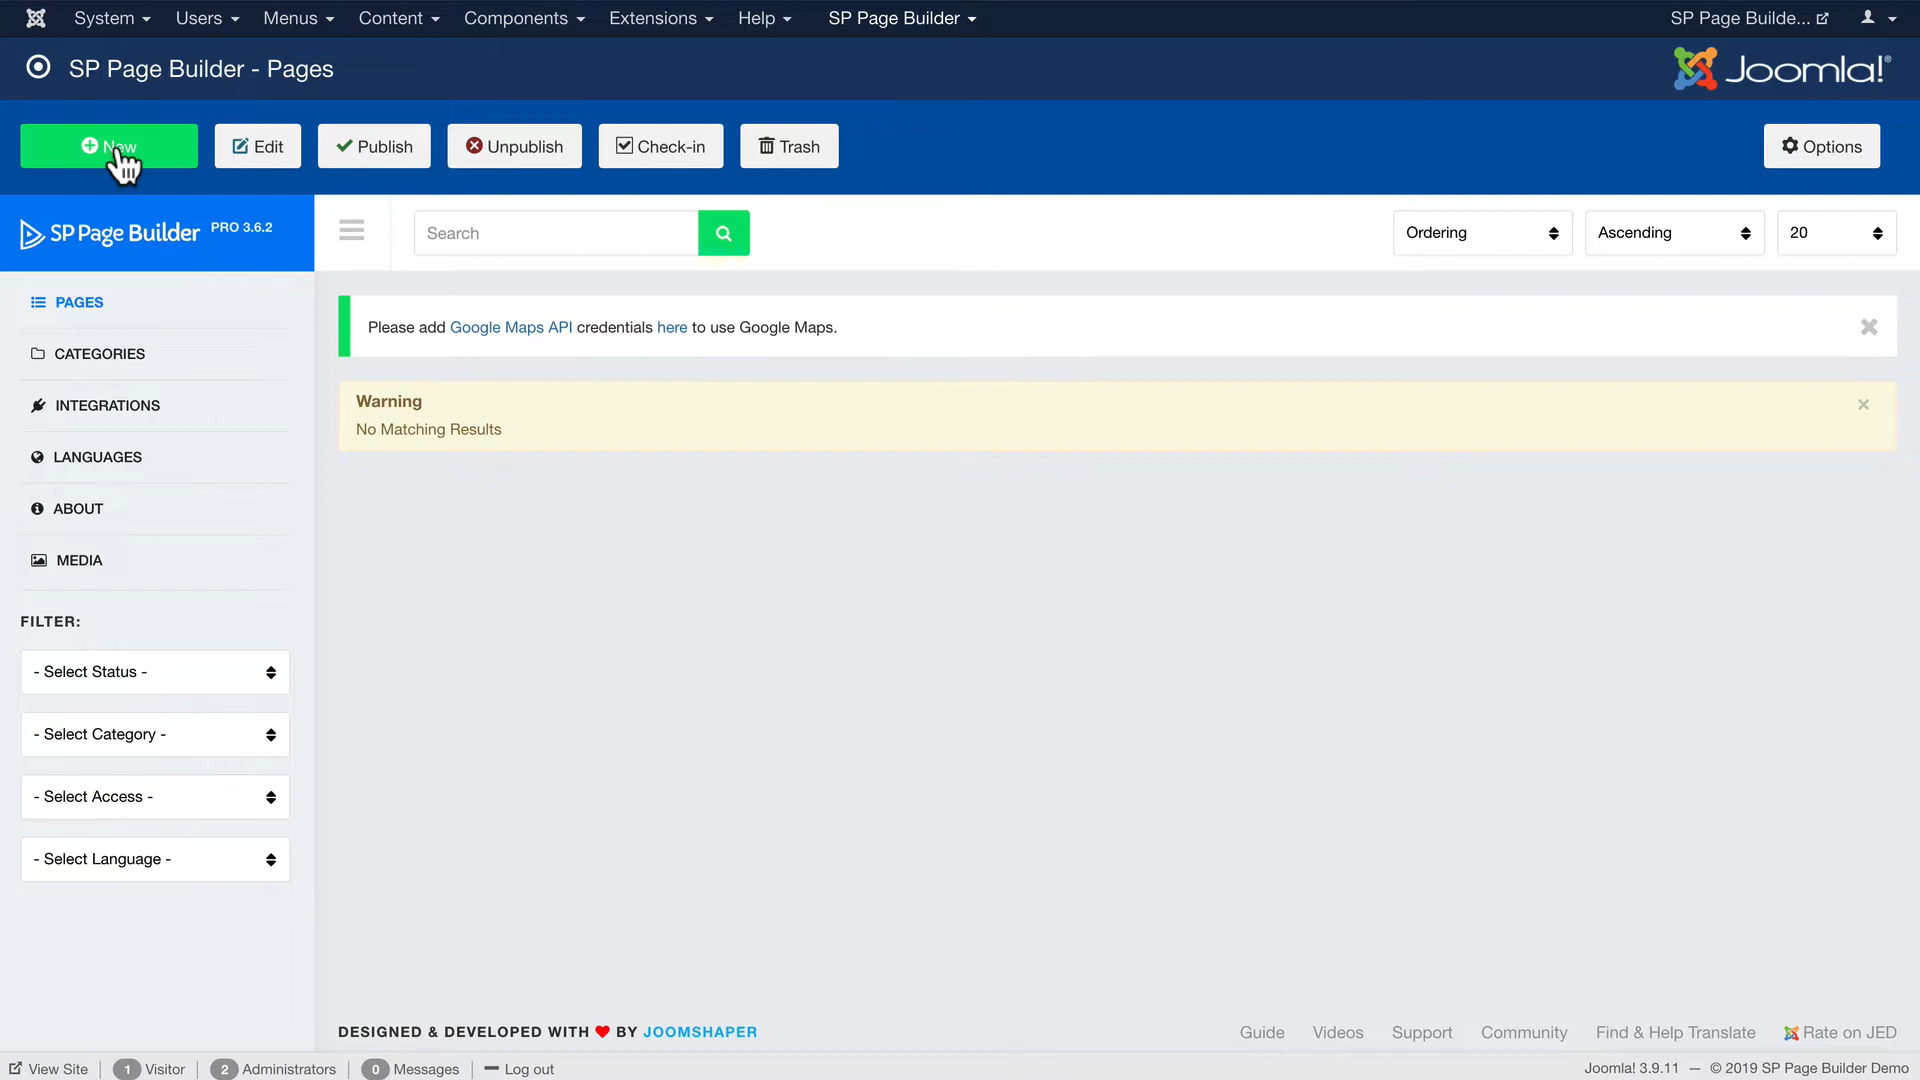 System Users Menus Content Components Extensions Help SP Page Builder SP Page Builde...
SP Page Builder - Pages
Joomla!®
New Edit Publish Unpublish Check-in Trash Options
SP Page Builder PRO 3.6.2
Search
Ordering Ascending 20
PAGES
CATEGORIES
INTEGRATIONS
LANGUAGES
ABOUT
MEDIA
FILTER:
- Select Status -
- Select Category -
- Select Access -
- Select Language -
Please add Google Maps API credentials here to use Google Maps.
Warning
No Matching Results
DESIGNED & DEVELOPED WITH ❤ BY JOOMSHAPER
Guide Videos Support Community Find & Help Translate Rate on JED
View Site 1 Visitor 2 Administrators 0 Messages Log out
Joomla! 3.9.11 — © 2019 SP Page Builder Demo